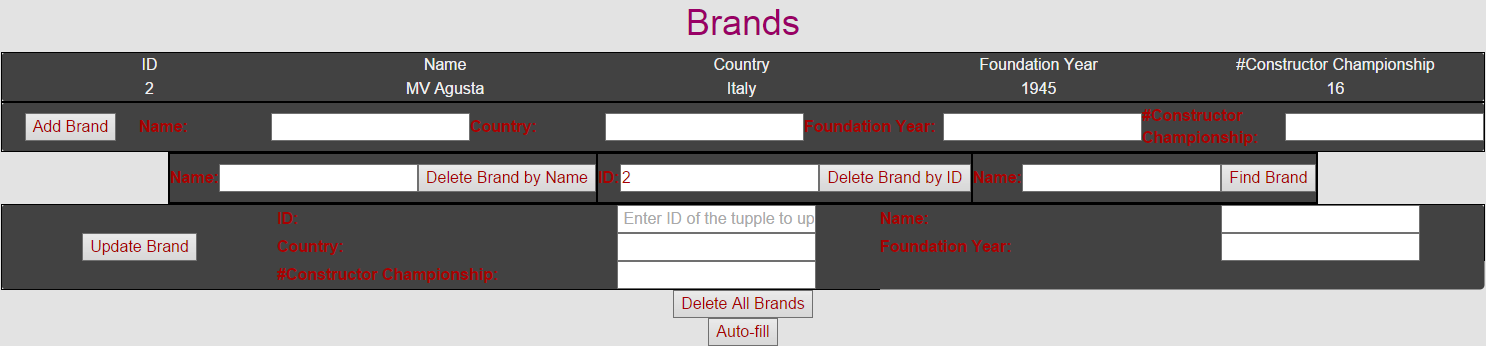 Brands
ID Name Country Foundation Year #Constructor Championship
2 MV Agusta Italy 1945 16
Add Brand Name: Country: Foundation Year: #Constructor
Championship:
Name: Delete Brand by Name ID: 2 Delete Brand by ID Name: Find Brand
ID: Enter ID of the tupple to up Name:
Update Brand Country: Foundation Year:
#Constructor Championship:
Delete All Brands
Auto-fill